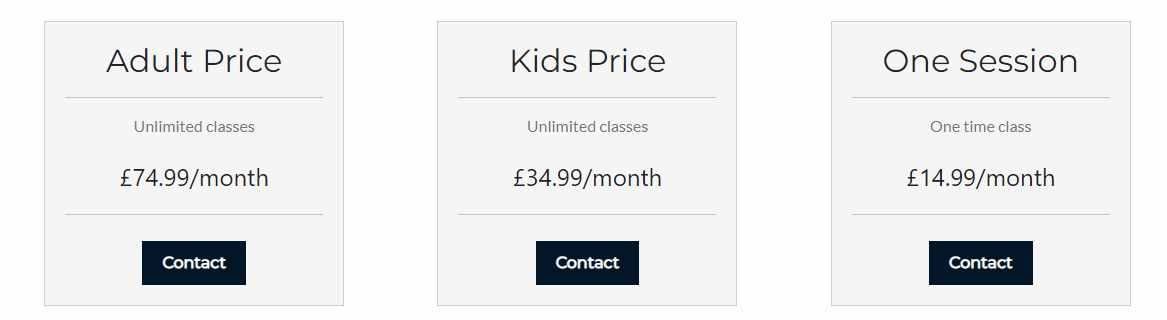 Adult Price
Unlimited classes
£74.99/month
Contact
Kids Price
Unlimited classes
£34.99/month
Contact
One Session
One time class
£14.99/month
Contact